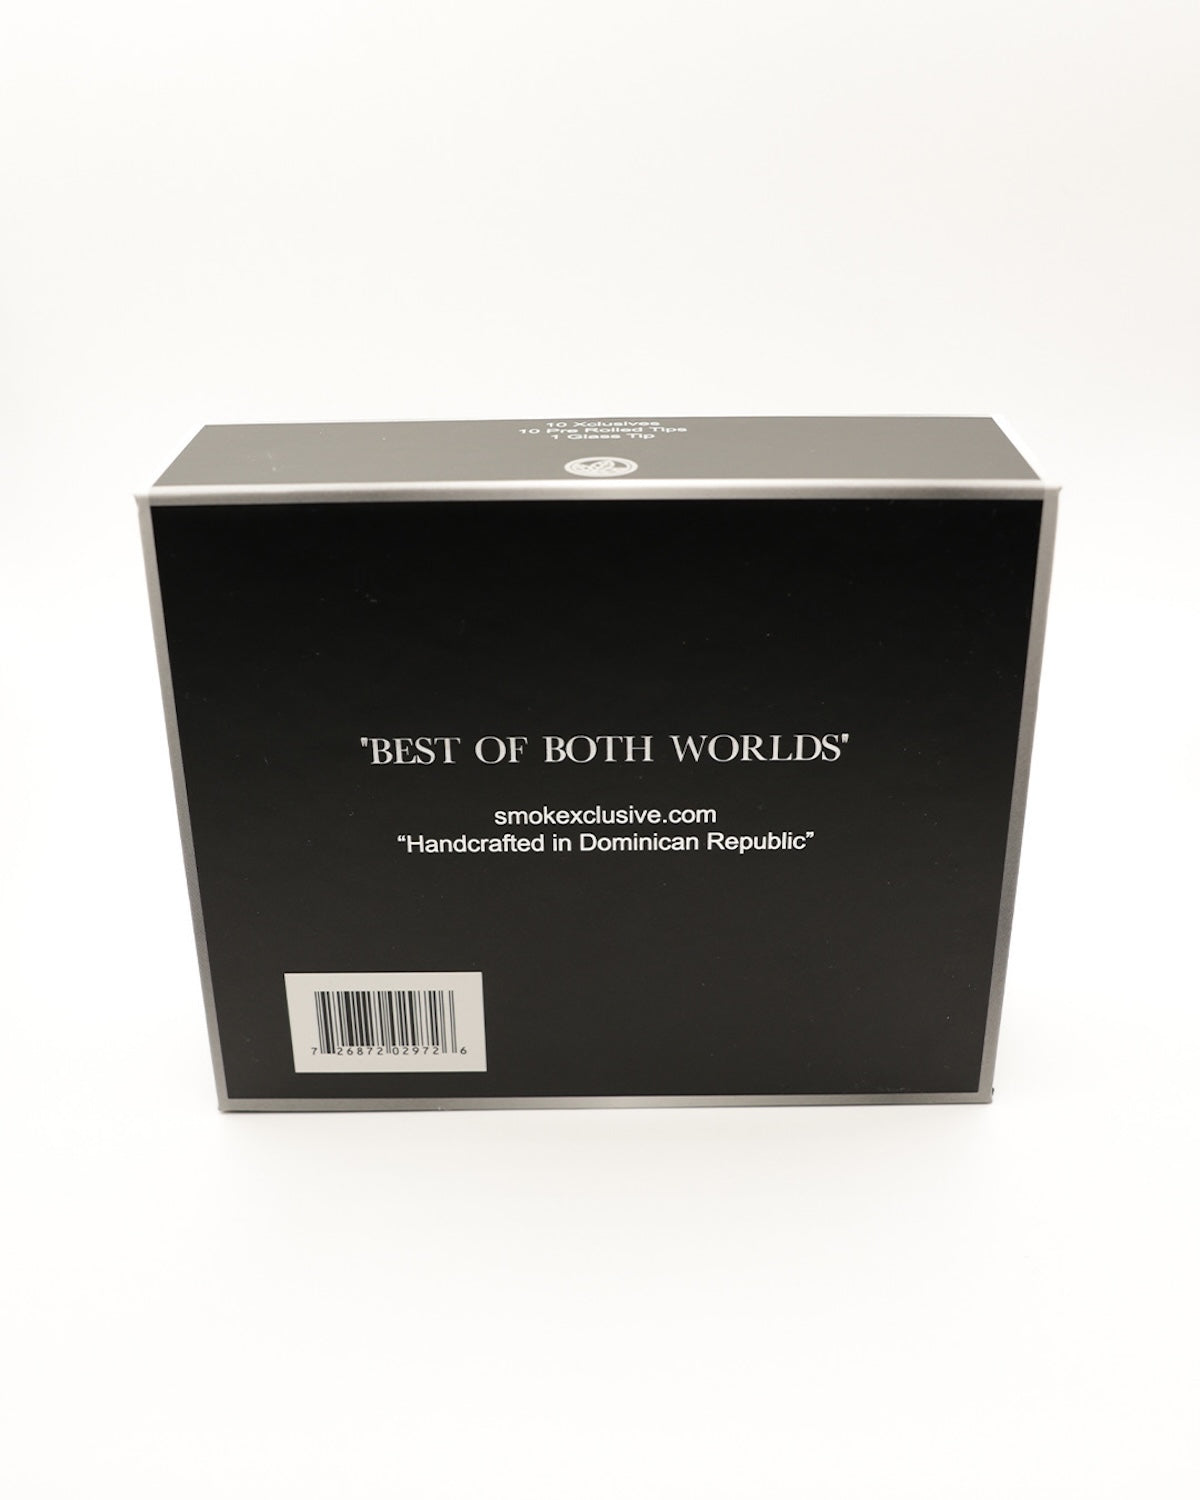 10 Xclusives
10 Pre Rolled Tips
1 Glass Tip
"BEST OF BOTH WORLDS"
smokexclusive.com
“Handcrafted in Dominican Republic”
7 26872 02972 6